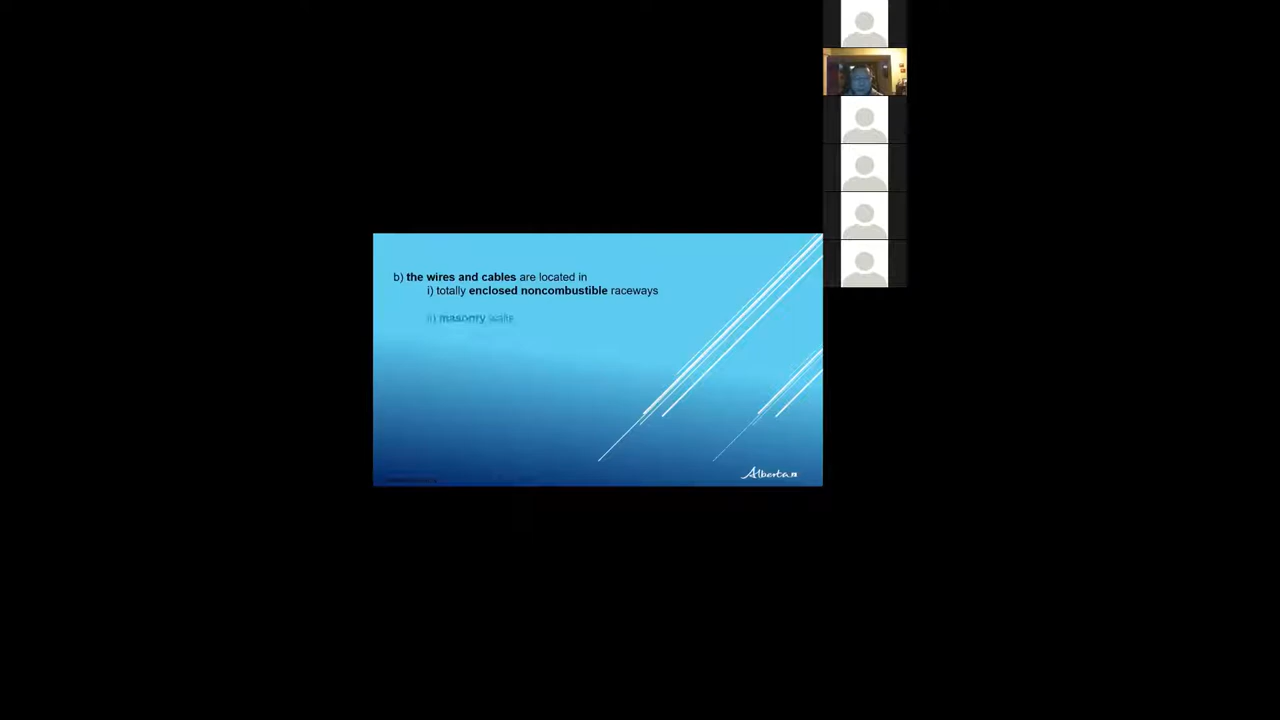 b) the wires and cables are located in
i) totally enclosed noncombustible raceways
ii) masonry walls
Alberta